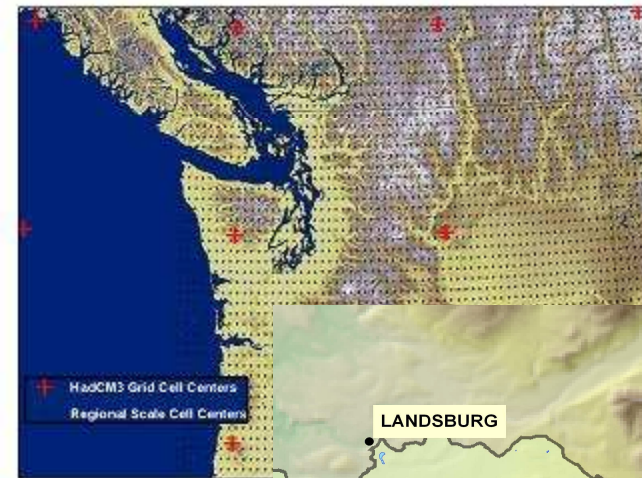 HadCM3 Grid Cell Centers
Regional Scale Cell Centers
LANDSBURG